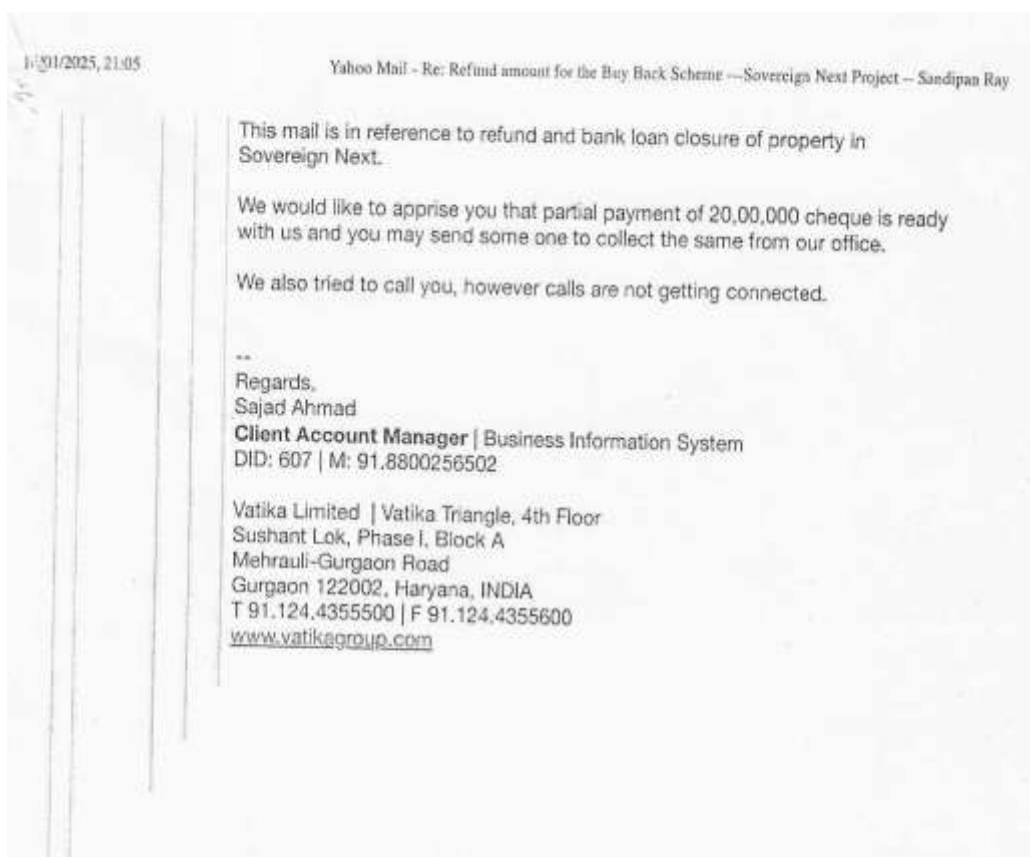 /01/2025, 21:05
Yahoo Mail - Re: Refund amount for the Buy Back Scheme ---Sovereign Next Project -- Sandipan Ray
This mail is in reference to refund and bank loan closure of property in
Sovereign Next.
We would like to apprise you that partial payment of 20,00,000 cheque is ready
with us and you may send some one to collect the same from our office.
We also tried to call you, however calls are not getting connected.
--
Regards,
Sajad Ahmad
Client Account Manager | Business Information System
DID: 607 | M: 91.8800256502
Vatika Limited | Vatika Triangle, 4th Floor
Sushant Lok, Phase I, Block A
Mehrauli-Gurgaon Road
Gurgaon 122002, Haryana, INDIA
T 91.124.4355500 | F 91.124.4355600
www.vatikagroup.com